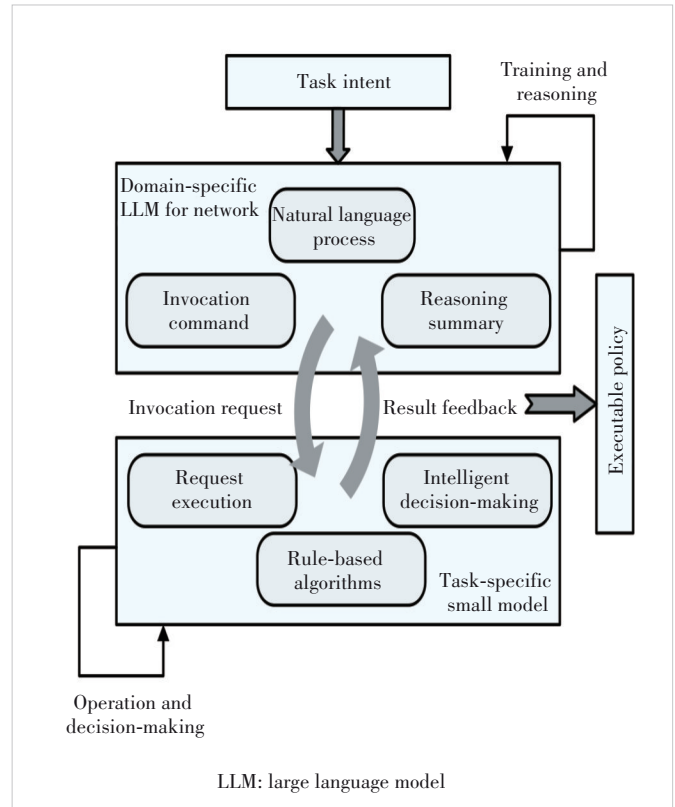 Task intent
Training and
reasoning
Domain-specific
LLM for network
Natural language
process
Invocation
command
Reasoning
summary
Invocation request
Result feedback
Executable policy
Request
execution
Intelligent
decision-making
Rule-based
algorithms
Task-specific
small model
Operation and
decision-making
LLM: large language model